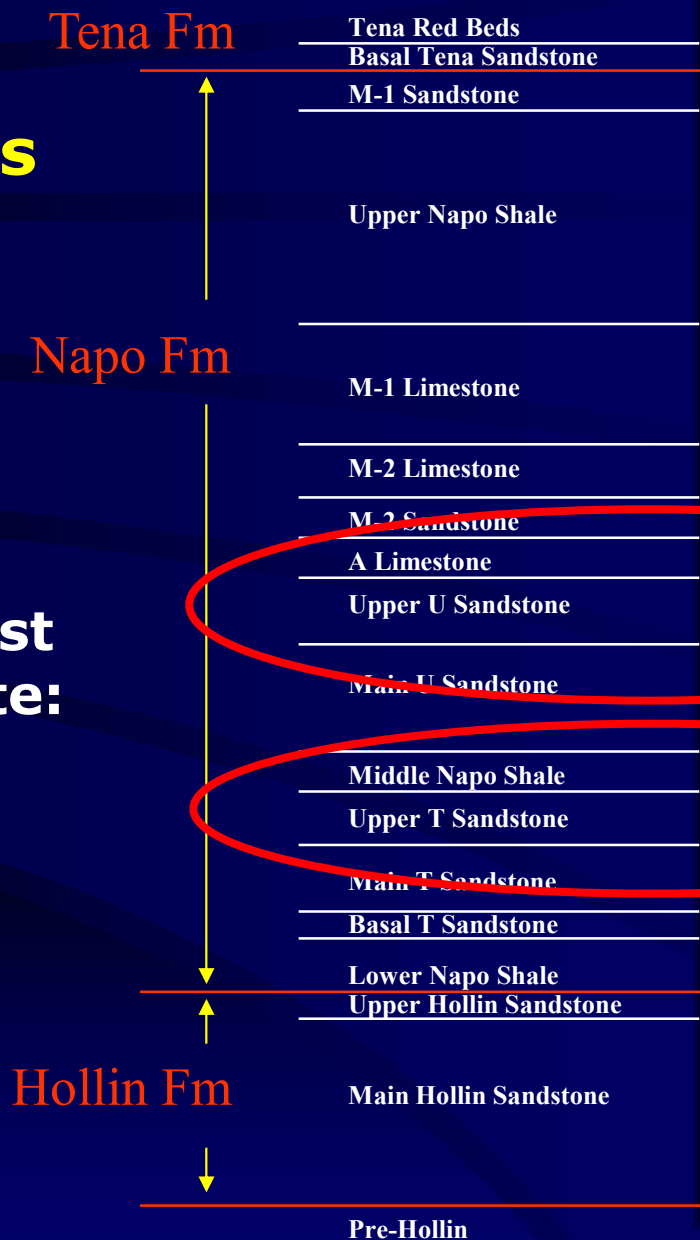 Tena Fm
Tena Red Beds
Basal Tena Sandstone
M-1 Sandstone
s
Upper Napo Shale
Napo Fm
M-1 Limestone
M-2 Limestone
M-2 Sandstone
A Limestone
Upper U Sandstone
st
te:
Main U Sandstone
Middle Napo Shale
Upper T Sandstone
Main T Sandstone
Basal T Sandstone
Lower Napo Shale
Upper Hollin Sandstone
Hollin Fm
Main Hollin Sandstone
Pre-Hollin